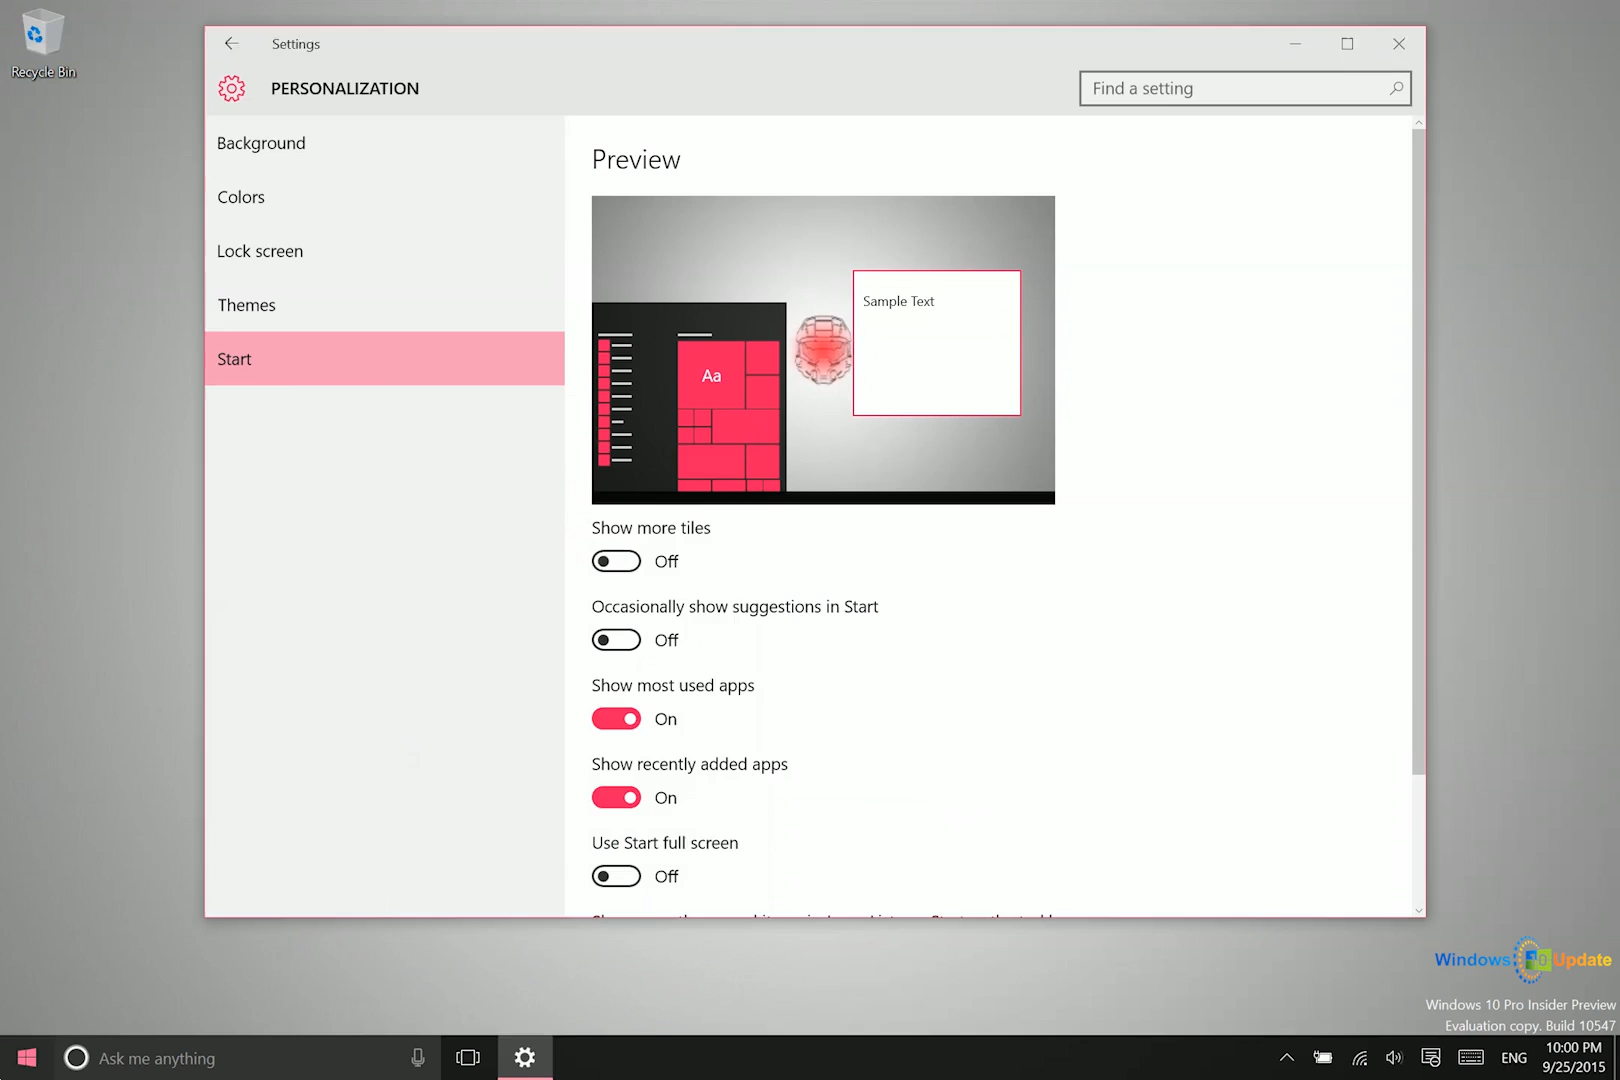 Recycle Bin
Settings
PERSONALIZATION
Find a setting
Background
Colors
Lock screen
Themes
Start
Preview
Sample Text
Aa
Show more tiles
Off
Occasionally show suggestions in Start
Off
Show most used apps
On
Show recently added apps
On
Use Start full screen
Off
Windows 10 Update
Windows 10 Pro Insider Preview
Evaluation copy. Build 10547
Ask me anything
ENG
10:00 PM
9/25/2015